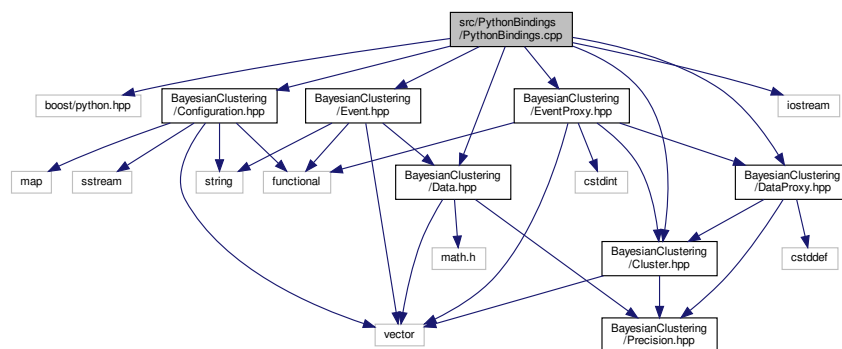 src/PythonBindings
/PythonBindings.cpp
boost/python.hpp
BayesianClustering
/Configuration.hpp
BayesianClustering
/Event.hpp
BayesianClustering
/EventProxy.hpp
iostream
map
sstream
string
functional
BayesianClustering
/Data.hpp
cstdint
BayesianClustering
/DataProxy.hpp
math.h
BayesianClustering
/Cluster.hpp
cstddef
vector
BayesianClustering
/Precision.hpp